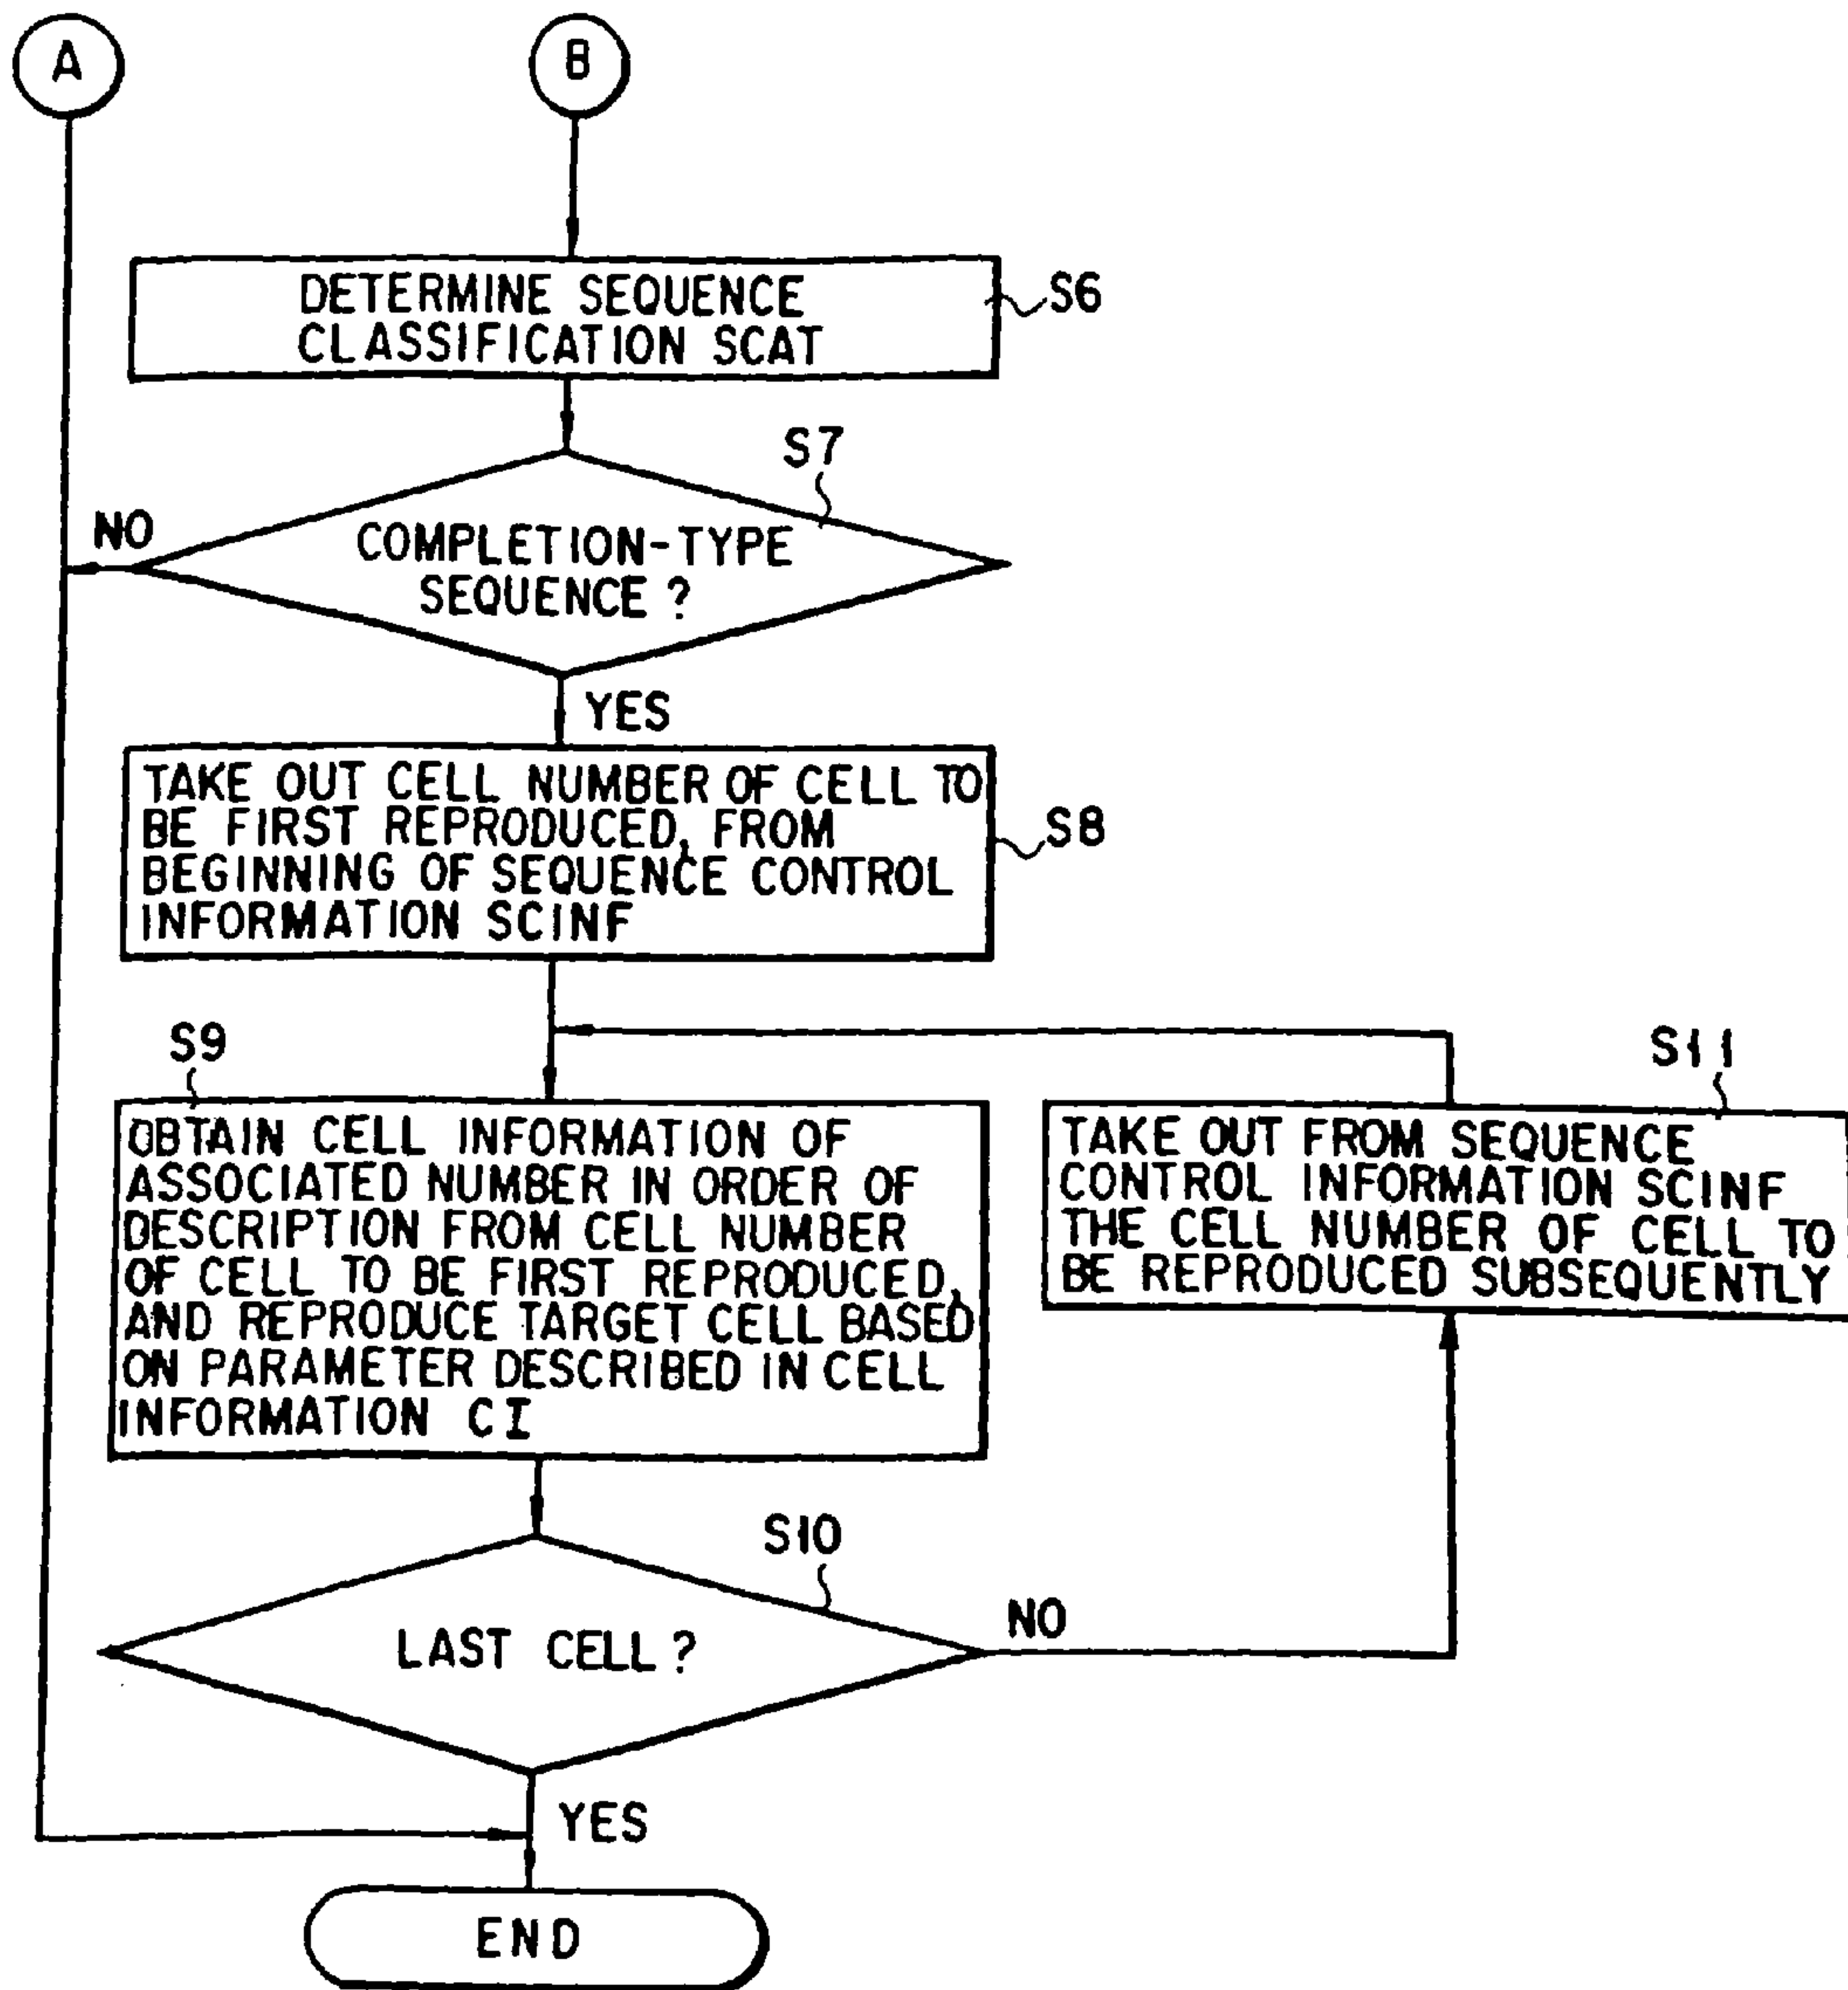 A
B
DETERMINE SEQUENCE
CLASSIFICATION SCAT
S6
S7
NO
COMPLETION-TYPE
SEQUENCE ?
YES
TAKE OUT CELL NUMBER OF CELL TO
BE FIRST REPRODUCED, FROM
BEGINNING OF SEQUENCE CONTROL
INFORMATION SCINF
S8
S9
OBTAIN CELL INFORMATION OF
ASSOCIATED NUMBER IN ORDER OF
DESCRIPTION FROM CELL NUMBER
OF CELL TO BE FIRST REPRODUCED,
AND REPRODUCE TARGET CELL BASED
ON PARAMETER DESCRIBED IN CELL
INFORMATION CI
S11
TAKE OUT FROM SEQUENCE
CONTROL INFORMATION SCINF
THE CELL NUMBER OF CELL TO
BE REPRODUCED SUBSEQUENTLY
S10
LAST CELL ?
NO
YES
END